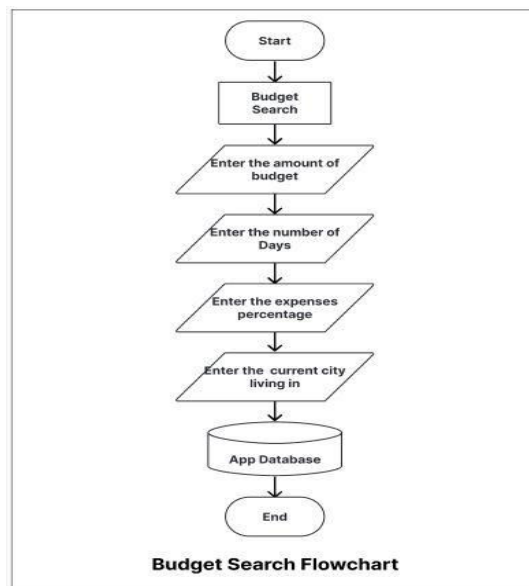 Start
Budget
Search
Enter the amount of
budget
Enter the number of
Days
Enter the expenses
percentage
Enter the current city
living in
App Database
End
Budget Search Flowchart